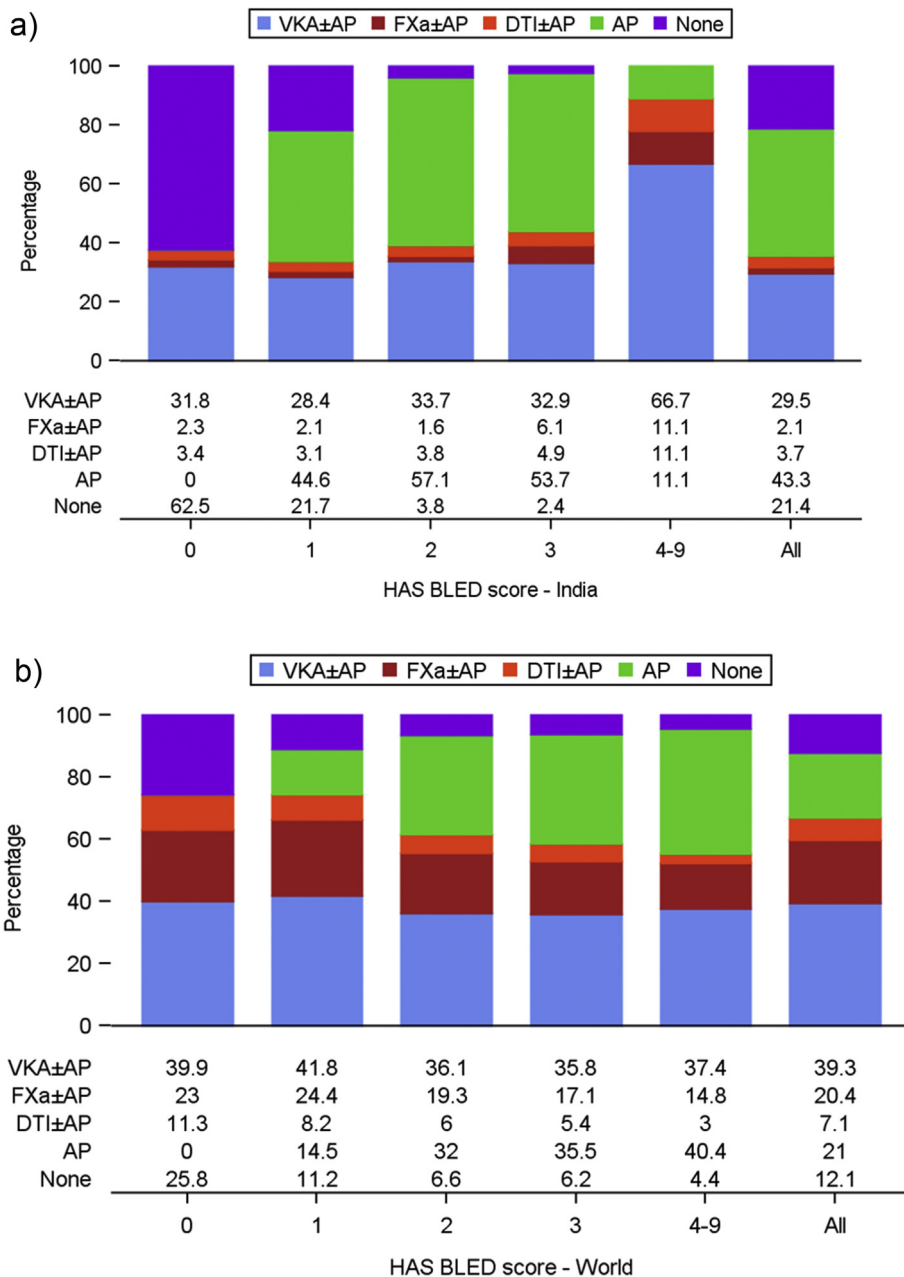 a)
VKA±AP FXa±AP DTI±AP AP None
100
80
60
40
20
0
Percentage
VKA±AP 31.8 28.4 33.7 32.9 66.7 29.5
FXa±AP 2.3 2.1 1.6 6.1 11.1 2.1
DTI±AP 3.4 3.1 3.8 4.9 11.1 3.7
AP 0 44.6 57.1 53.7 11.1 43.3
None 62.5 21.7 3.8 2.4 21.4
0 1 2 3 4-9 All
HAS BLED score - India
b)
VKA±AP FXa±AP DTI±AP AP None
100
80
60
40
20
0
Percentage
VKA±AP 39.9 41.8 36.1 35.8 37.4 39.3
FXa±AP 23 24.4 19.3 17.1 14.8 20.4
DTI±AP 11.3 8.2 6 5.4 3 7.1
AP 0 14.5 32 35.5 40.4 21
None 25.8 11.2 6.6 6.2 4.4 12.1
0 1 2 3 4-9 All
HAS BLED score - World